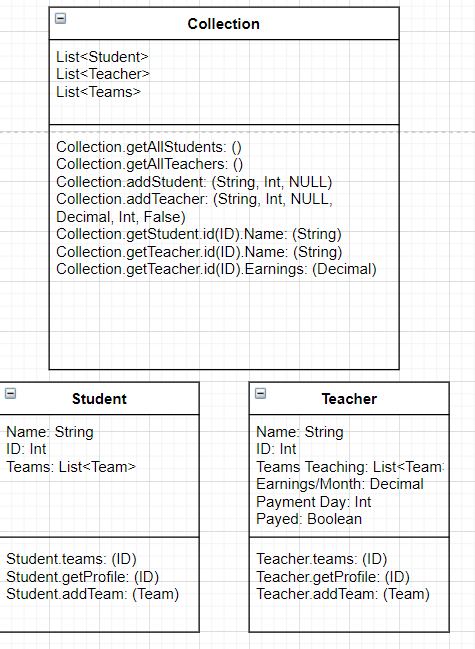 Collection
List<Student>
List<Teacher>
List<Teams>
Collection.getAllStudents: ()
Collection.getAllTeachers: ()
Collection.addStudent: (String, Int, NULL)
Collection.addTeacher: (String, Int, NULL,
Decimal, Int, False)
Collection.getStudent.id(ID).Name: (String)
Collection.getTeacher.id(ID).Name: (String)
Collection.getTeacher.id(ID).Earnings: (Decimal)
Student
Name: String
ID: Int
Teams: List<Team>
Student.teams: (ID)
Student.getProfile: (ID)
Student.addTeam: (Team)
Teacher
Name: String
ID: Int
Teams Teaching: List<Team
Earnings/Month: Decimal
Payment Day: Int
Payed: Boolean
Teacher.teams: (ID)
Teacher.getProfile: (ID)
Teacher.addTeam: (Team)